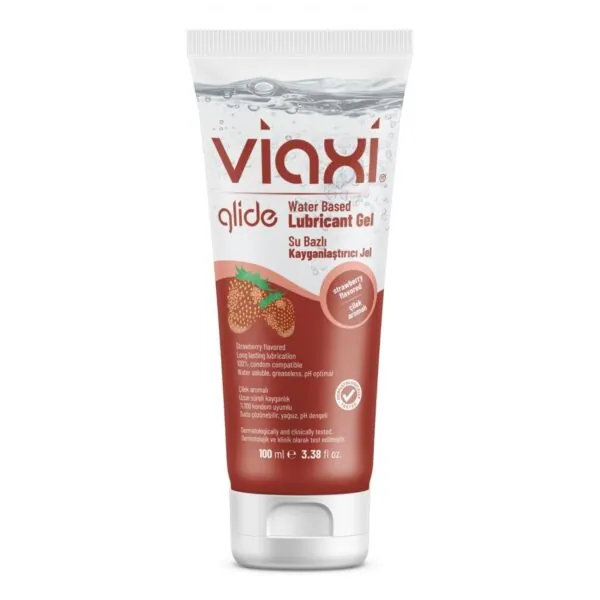 viaxi®
glide
Water Based
Lubricant Gel
Su Bazlı
Kayganlaştırıcı Jel
strawberry
flavored
çilek
aromalı
Strawberry flavored
Long lasting lubrication
100% condom compatible
Water soluble, greaseless, pH optimal
Çilek aromalı
Uzun süreli kayganlık
%100 kondom uyumlu
Suda çözünebilir, yağsız, pH dengeli
Dermatologically and clinically tested
Dermatolojik ve klinik olarak test edilmiştir
100 ml ℮ 3.38 fl oz.